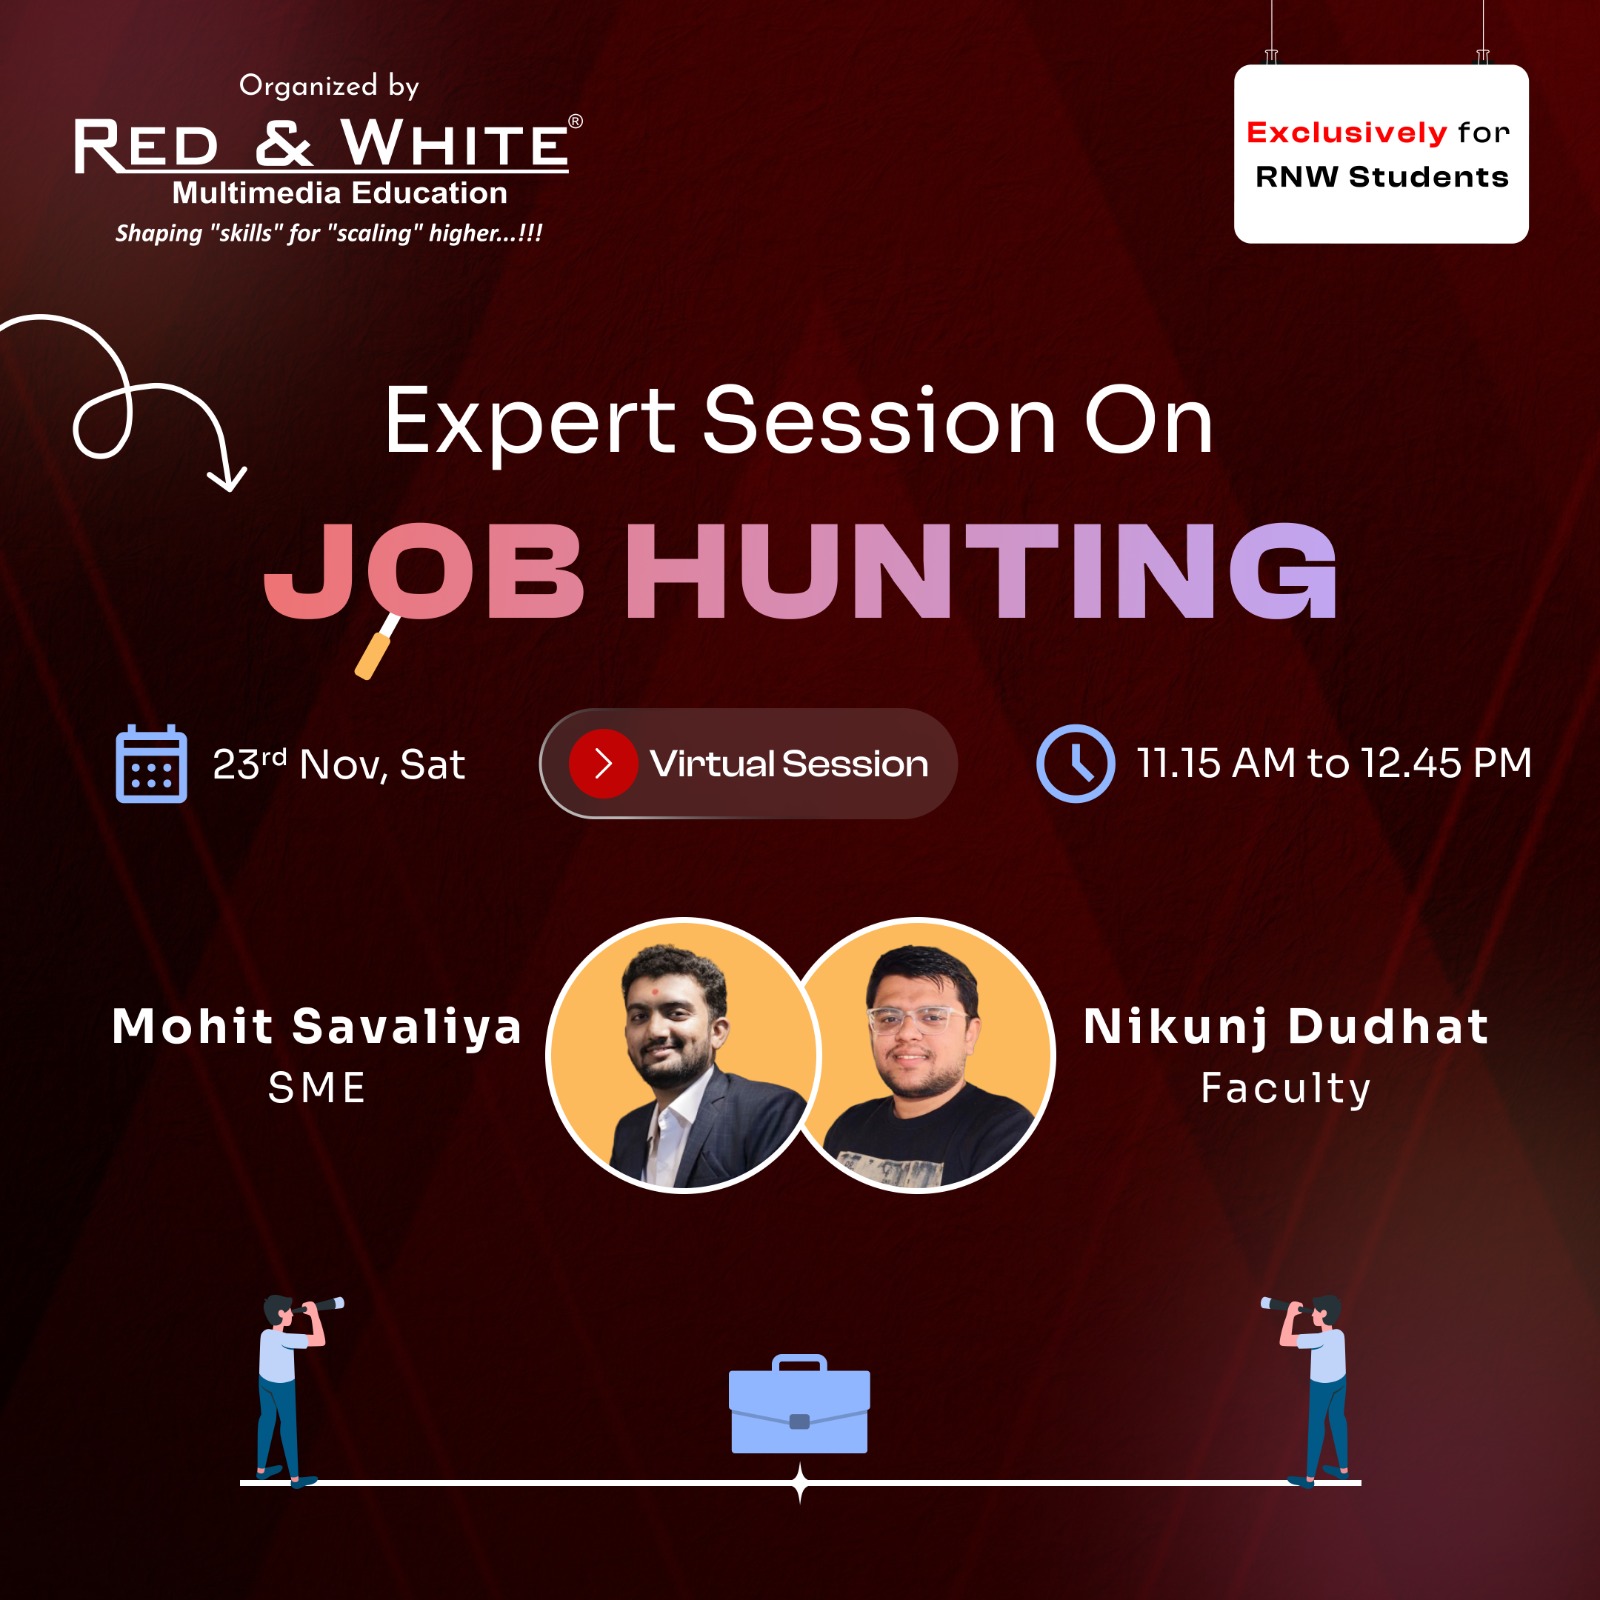 Organized by
RED & WHITE®
Multimedia Education
Shaping "skills" for "scaling" higher...!!!
Exclusively for
RNW Students
Expert Session On
JOB HUNTING
23rd Nov, Sat
Virtual Session
11.15 AM to 12.45 PM
Mohit Savaliya
SME
Nikunj Dudhat
Faculty